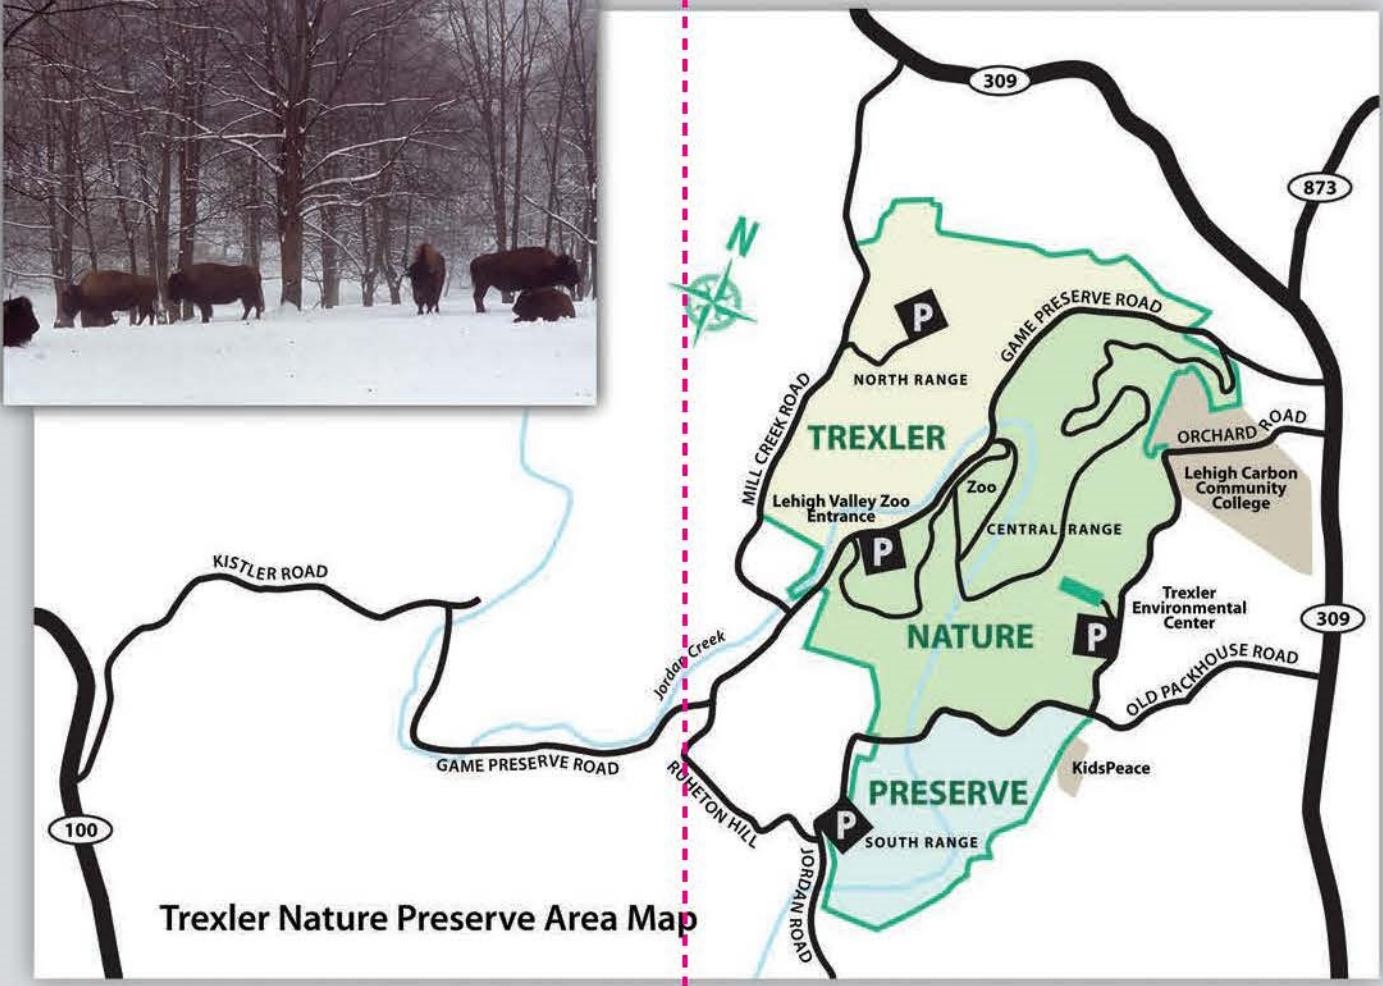 309
873
N
GAME PRESERVE ROAD
P
NORTH RANGE
MILL CREEK ROAD
TREXLER
ORCHARD ROAD
Lehigh Carbon
Community
College
Zoo
Lehigh Valley Zoo
Entrance
CENTRAL RANGE
P
KISTLER ROAD
Trexler
Environmental
Center
309
P
NATURE
Jordan Creek
OLD PACKHOUSE ROAD
GAME PRESERVE ROAD
KidsPeace
RUHETON HILL
PRESERVE
P
SOUTH RANGE
100
JORDAN ROAD
Trexler Nature Preserve Area Map